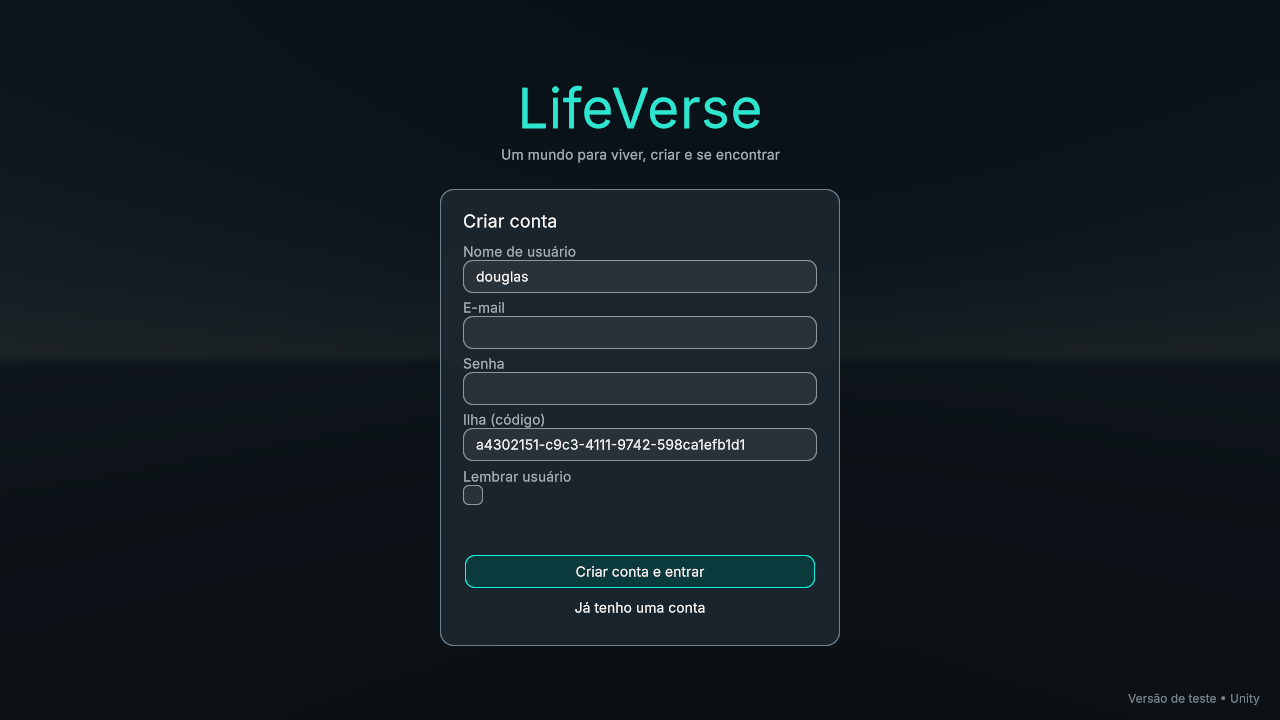 LifeVerse
Um mundo para viver, criar e se encontrar
Criar conta
Nome de usuário
douglas
E-mail
Senha
Ilha (código)
a4302151-c9c3-4111-9742-598ca1efb1d1
Lembrar usuário
Criar conta e entrar
Já tenho uma conta
Versão de teste • Unity